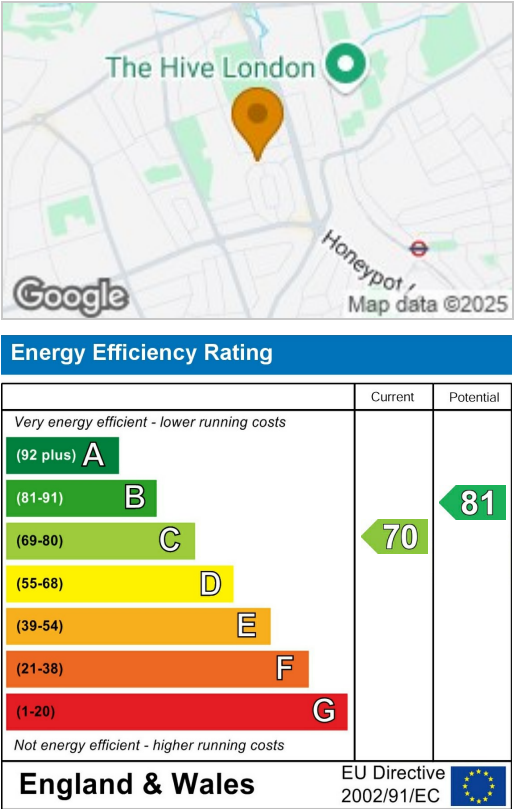 The Hive London
Honeypot
Google
Map data ©2025
Energy Efficiency Rating
Current
Potential
Very energy efficient - lower running costs
(92 plus) A
(81-91) B
81
(69-80) C
70
(55-68) D
(39-54) E
(21-38) F
(1-20) G
Not energy efficient - higher running costs
England & Wales
EU Directive
2002/91/EC